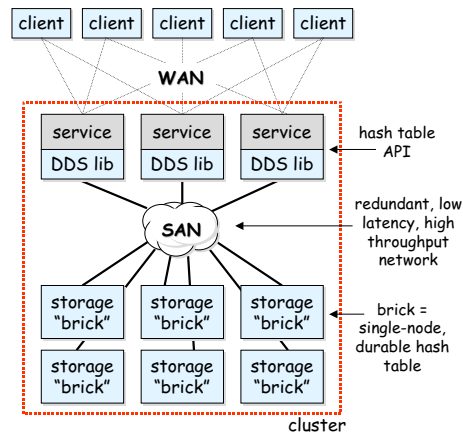 client client client client client
WAN
service service service
DDS lib DDS lib DDS lib
hash table
API
SAN
redundant, low
latency, high
throughput
network
storage storage storage
"brick" "brick" "brick"
brick =
single-node,
durable hash
table
storage storage storage
"brick" "brick" "brick"
cluster